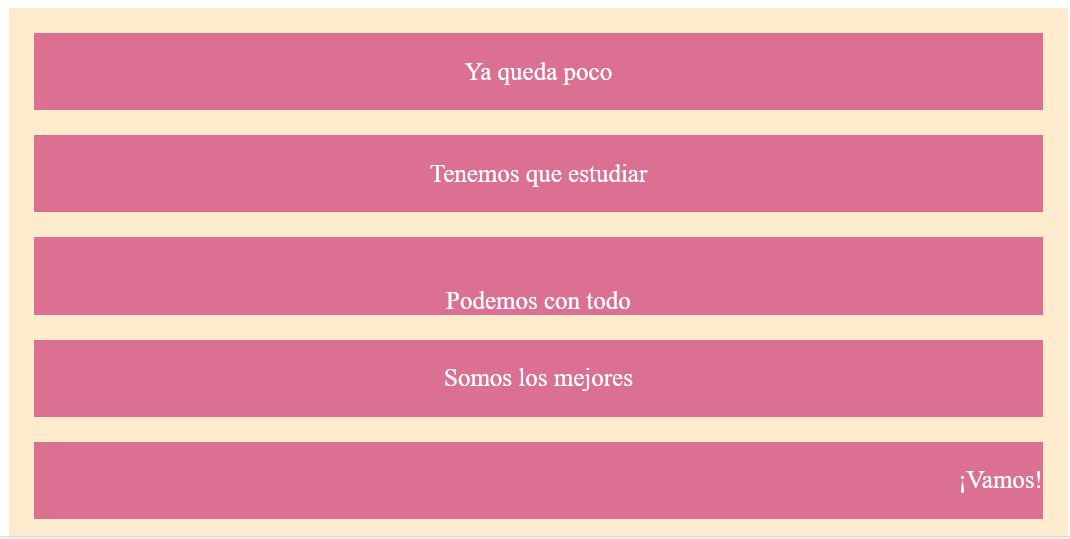 Ya queda poco
Tenemos que estudiar
Podemos con todo
Somos los mejores
¡Vamos!